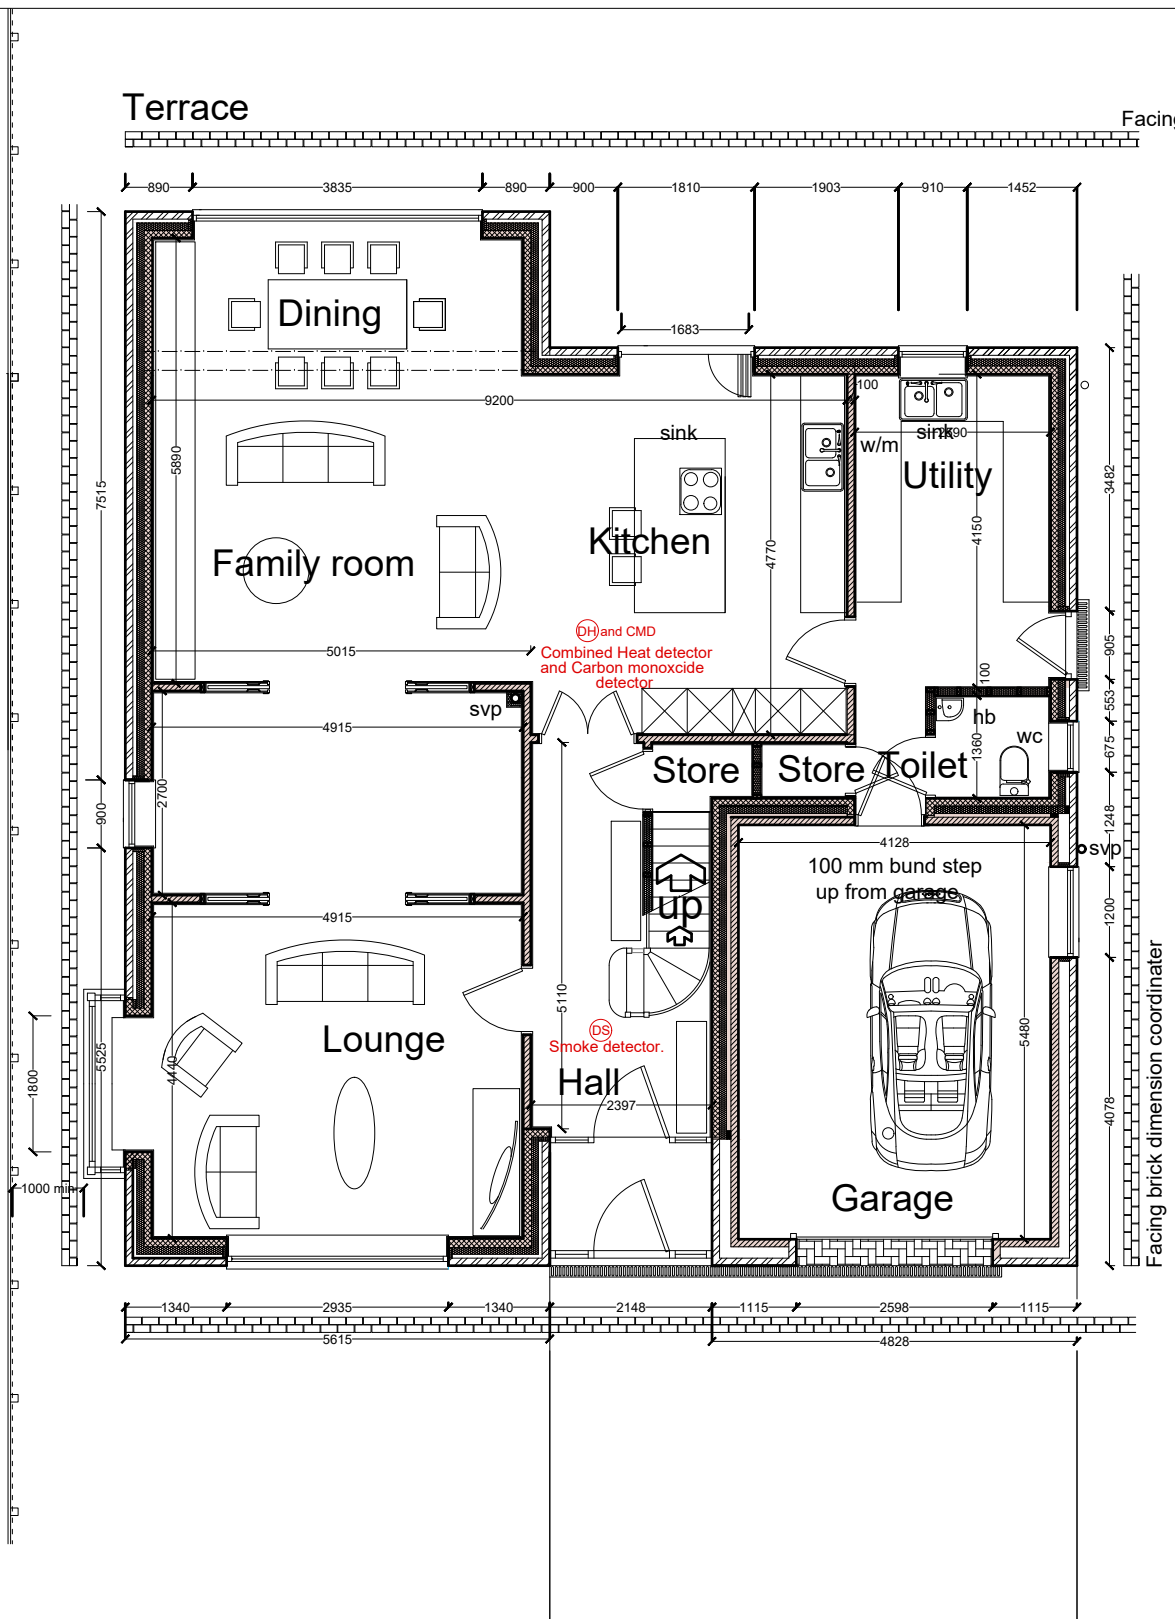 Terrace
Facing
890
3835
890
900
1810
1903
910
1452
1683
Dining
9200
100
sink
w/m
sink
Utility
5890
7515
3482
4150
Kitchen
Family room
4770
DH and CMD
Combined Heat detector
and Carbon monoxcide
detector
5015
905
100
553
svp
hb
wc
4915
1360
675
Store
Store
Toilet
2700
900
1248
4128
svp
100 mm bund step
up from garage
up
4915
1200
5110
DS
Smoke detector.
Lounge
5480
5525
1800
4440
Hall
2397
4078
Facing brick dimension coordinater
1000 min
Garage
1340
2935
1340
2148
1115
2598
1115
5615
4828